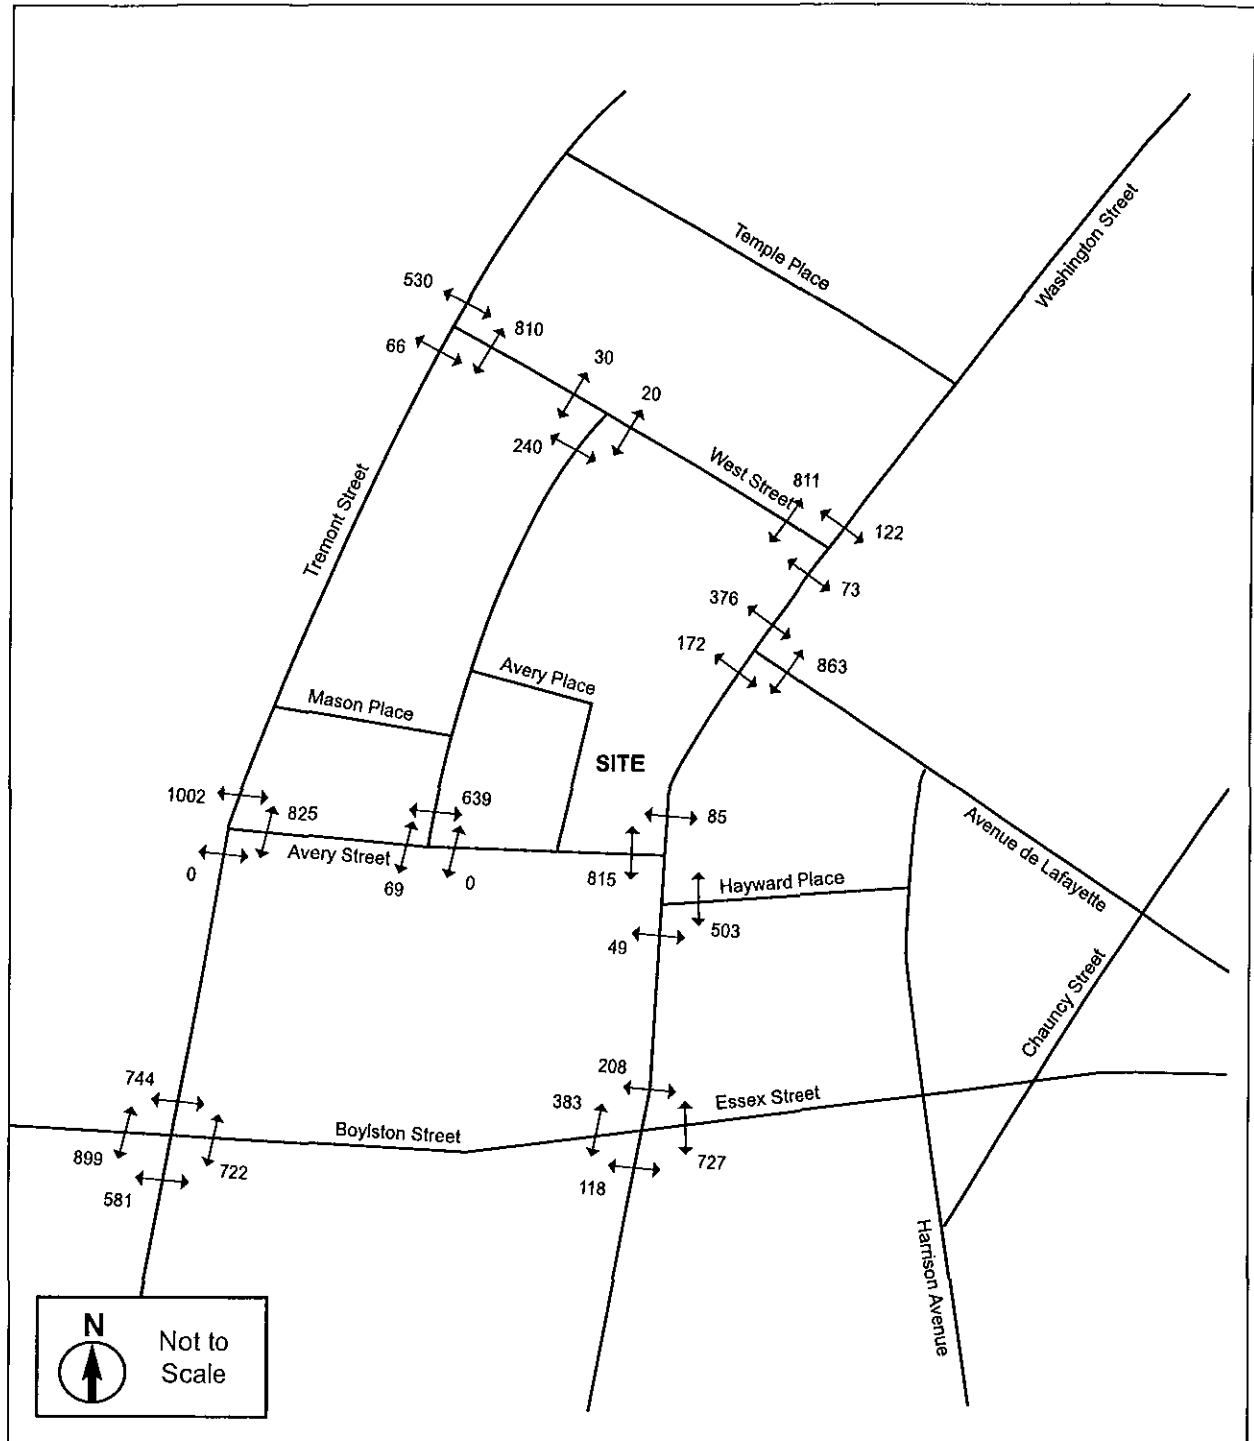 Temple Place
Washington Street
530
810
66
30
20
240
West Street
811
122
Tremont Street
73
376
172
863
Avery Place
Mason Place
SITE
1002
825
639
85
Avenue de Lafayette
Avery Street
0
69
0
815
Hayward Place
503
49
Chauncy Street
744
208
383
Essex Street
Boylston Street
899
722
727
581
118
Harrison Avenue
N
Not to
Scale